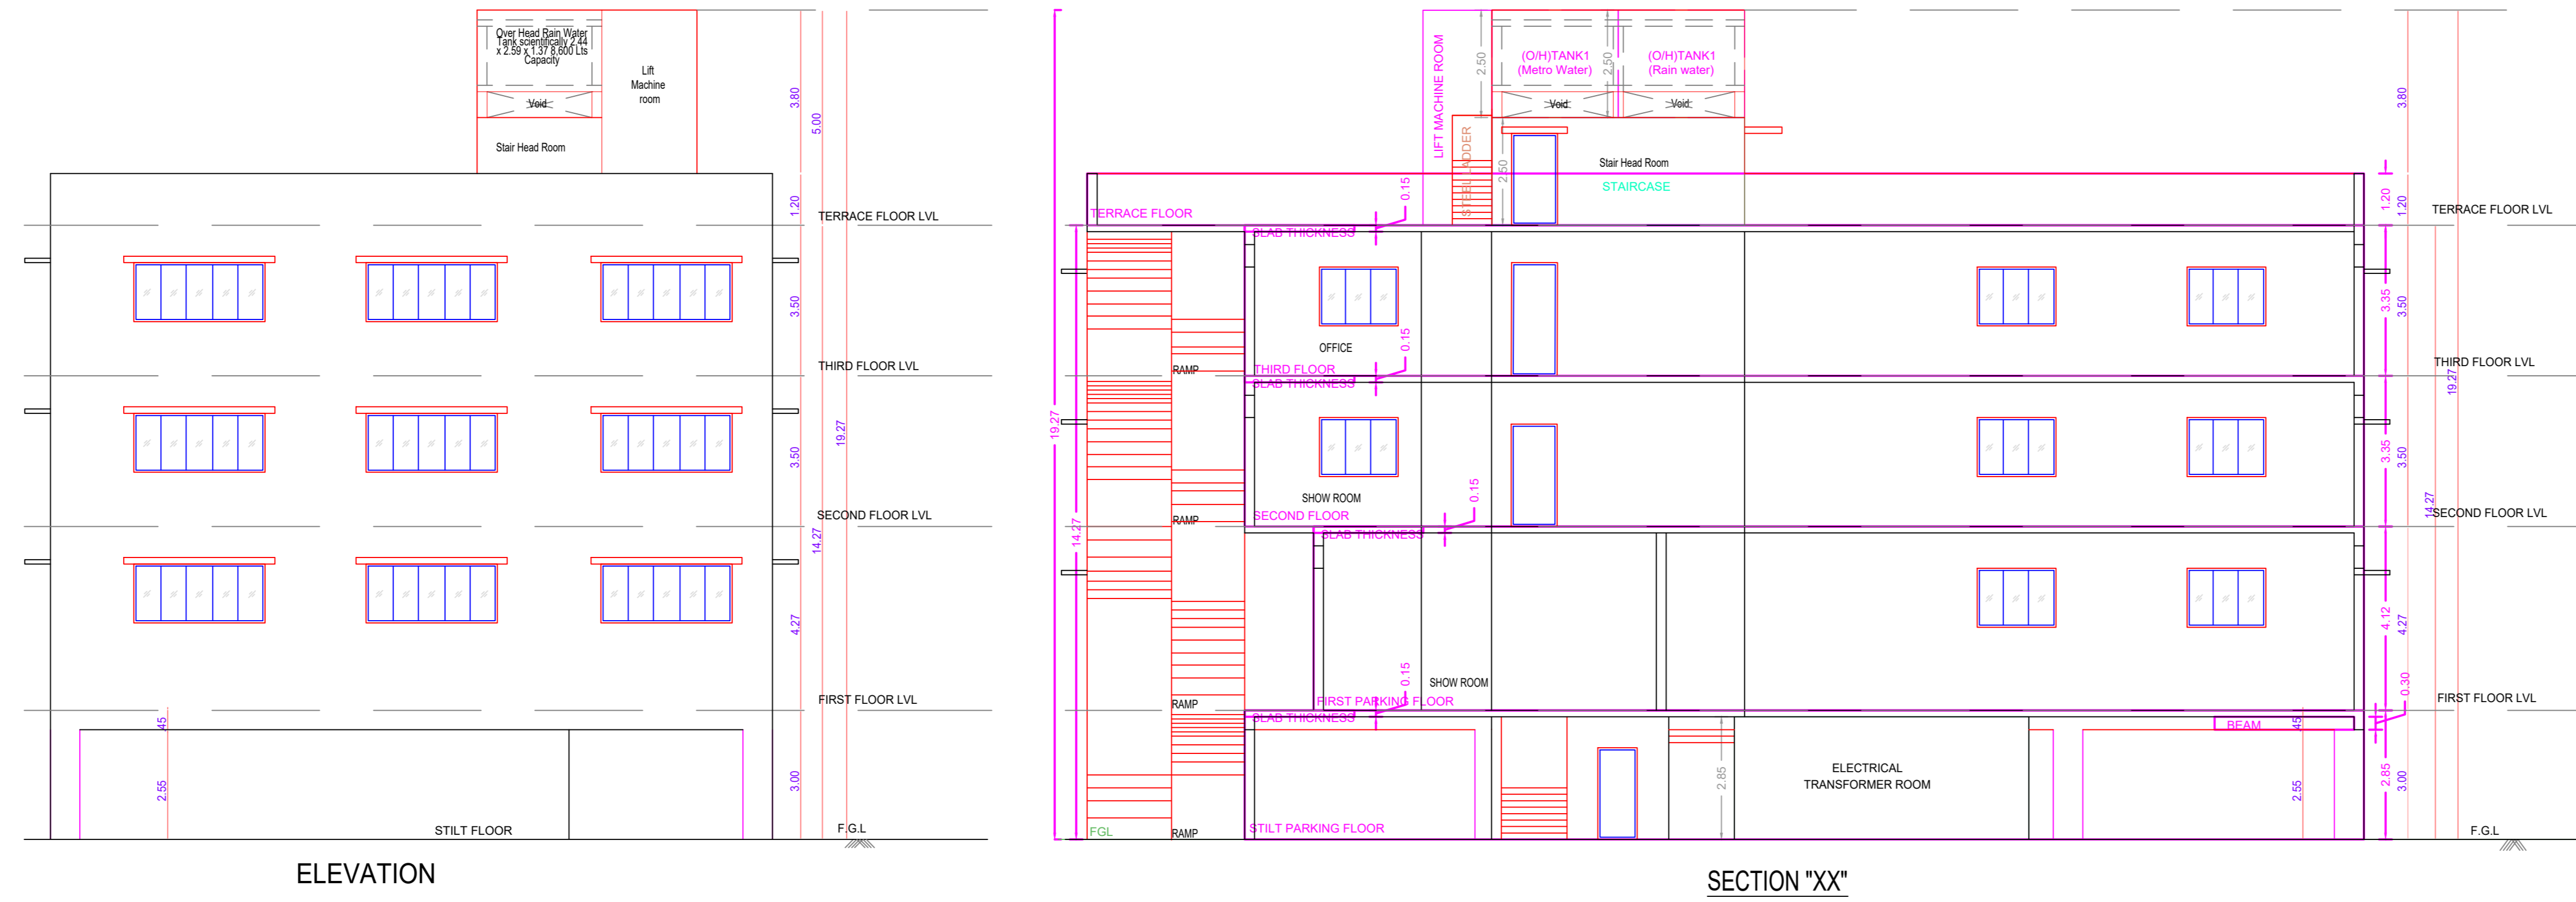 Over Head Rain Water
Tank scientifically 2.44
x 2.59 x 1.37 8,600 Lts
Capacity
Lift
Machine
room
Void
Stair Head Room
3.80
5.00
1.20
TERRACE FLOOR LVL
3.50
THIRD FLOOR LVL
3.50
19.27
SECOND FLOOR LVL
14.27
4.27
FIRST FLOOR LVL
.45
2.55
3.00
STILT FLOOR
F.G.L
ELEVATION
LIFT MACHINE ROOM
2.50
(O/H)TANK1
(Metro Water)
2.50
(O/H)TANK1
(Rain water)
Void
Void
3.80
STEEL LADDER
2.50
Stair Head Room
STAIRCASE
0.15
1.20
1.20
TERRACE FLOOR
TERRACE FLOOR LVL
SLAB THICKNESS
3.35
3.50
OFFICE
0.15
RAMP
THIRD FLOOR
THIRD FLOOR LVL
SLAB THICKNESS
19.27
19.27
3.35
3.50
SHOW ROOM
0.15
RAMP
SECOND FLOOR
14.27
SECOND FLOOR LVL
SLAB THICKNESS
14.27
4.12
4.27
SHOW ROOM
0.15
0.30
RAMP
FIRST PARKING FLOOR
FIRST FLOOR LVL
SLAB THICKNESS
BEAM
.45
2.85
ELECTRICAL
TRANSFORMER ROOM
2.55
2.85
3.00
FGL
RAMP
STILT PARKING FLOOR
F.G.L
SECTION "XX"